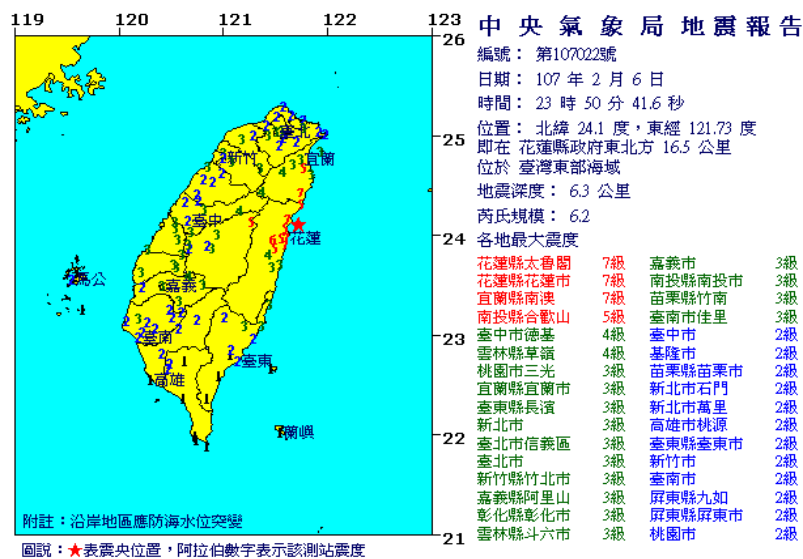 119 120 121 122 123
中央氣象局地震報告
26
編號： 第107022號
日期： 107 年 2 月 6 日
時間： 23 時 50 分 41.6 秒
位置： 北緯 24.1 度，東經 121.73 度
即在 花蓮縣政府東北方 16.5 公里
位於 臺灣東部海域
地震深度： 6.3 公里
芮氏規模： 6.2
各地最大震度
花蓮縣太魯閣 7級 嘉義市 3級
花蓮縣花蓮市 7級 南投縣南投市 3級
宜蘭縣南澳 7級 苗栗縣竹南 3級
南投縣合歡山 5級 臺南市佳里 3級
臺中市德基 4級 臺中市 2級
雲林縣草嶺 4級 基隆市 2級
桃園市三光 3級 苗栗縣苗栗市 2級
宜蘭縣宜蘭市 3級 新北市石門 2級
臺東縣長濱 3級 新北市萬里 2級
新北市 3級 高雄市桃源 2級
臺北市信義區 3級 臺東縣臺東市 2級
臺北市 3級 新竹市 2級
新竹縣竹北市 3級 臺南市 2級
嘉義縣阿里山 3級 屏東縣九如 2級
彰化縣彰化市 3級 屏東縣屏東市 2級
雲林縣斗六市 3級 桃園市 2級
臺北
25
新竹
宜蘭
臺中
24
花蓮
馬公
嘉義
臺南
23
臺東
高雄
蘭嶼
22
附註：沿岸地區應防海水位突變
21
圖說：★表震央位置，阿拉伯數字表示該測站震度